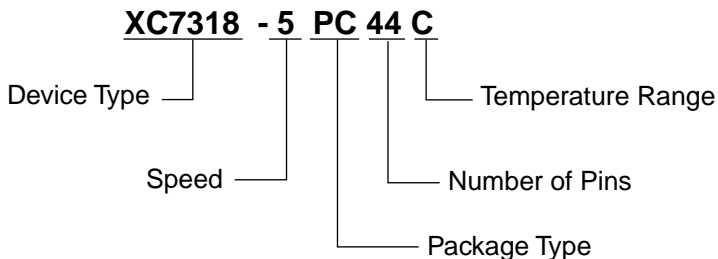 XC7318 - 5 PC 44 C
Device Type
Temperature Range
Speed
Number of Pins
Package Type